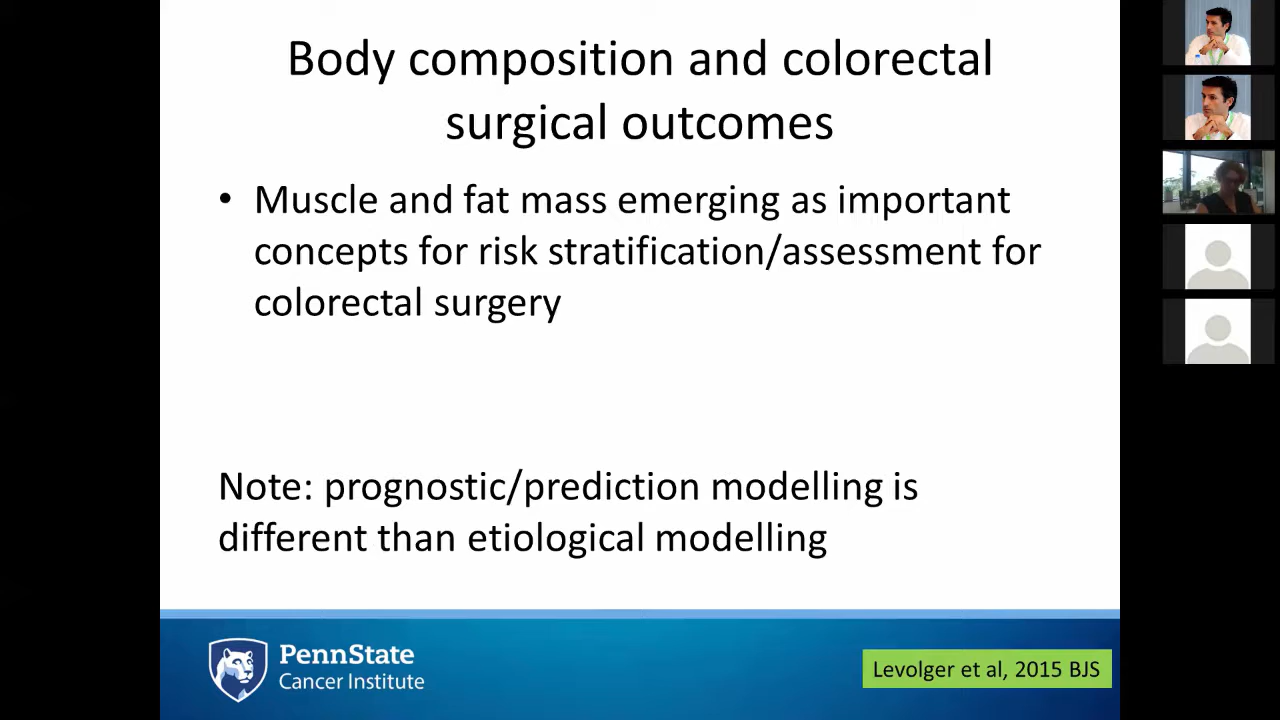 Body composition and colorectal
surgical outcomes
• Muscle and fat mass emerging as important
concepts for risk stratification/assessment for
colorectal surgery
Note: prognostic/prediction modelling is
different than etiological modelling
PennState
Cancer Institute
Levolger et al, 2015 BJS